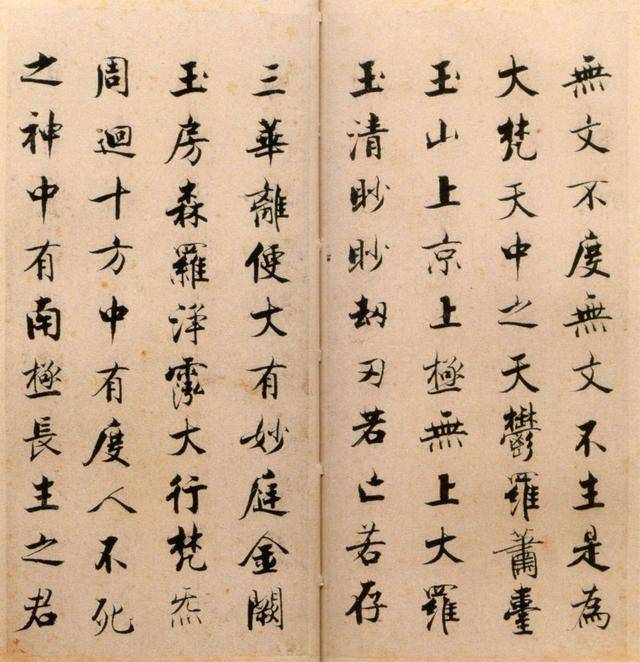 無文不度無文不生是為
大梵天中之天鬱羅蕭臺
玉山上京上極無上大羅
玉清眇眇劫刃若亡若存
三華離便大有妙庭金闕
玉房森羅淨霐大行梵炁
周迴十方中有度人不死
之神中有南極長生之君